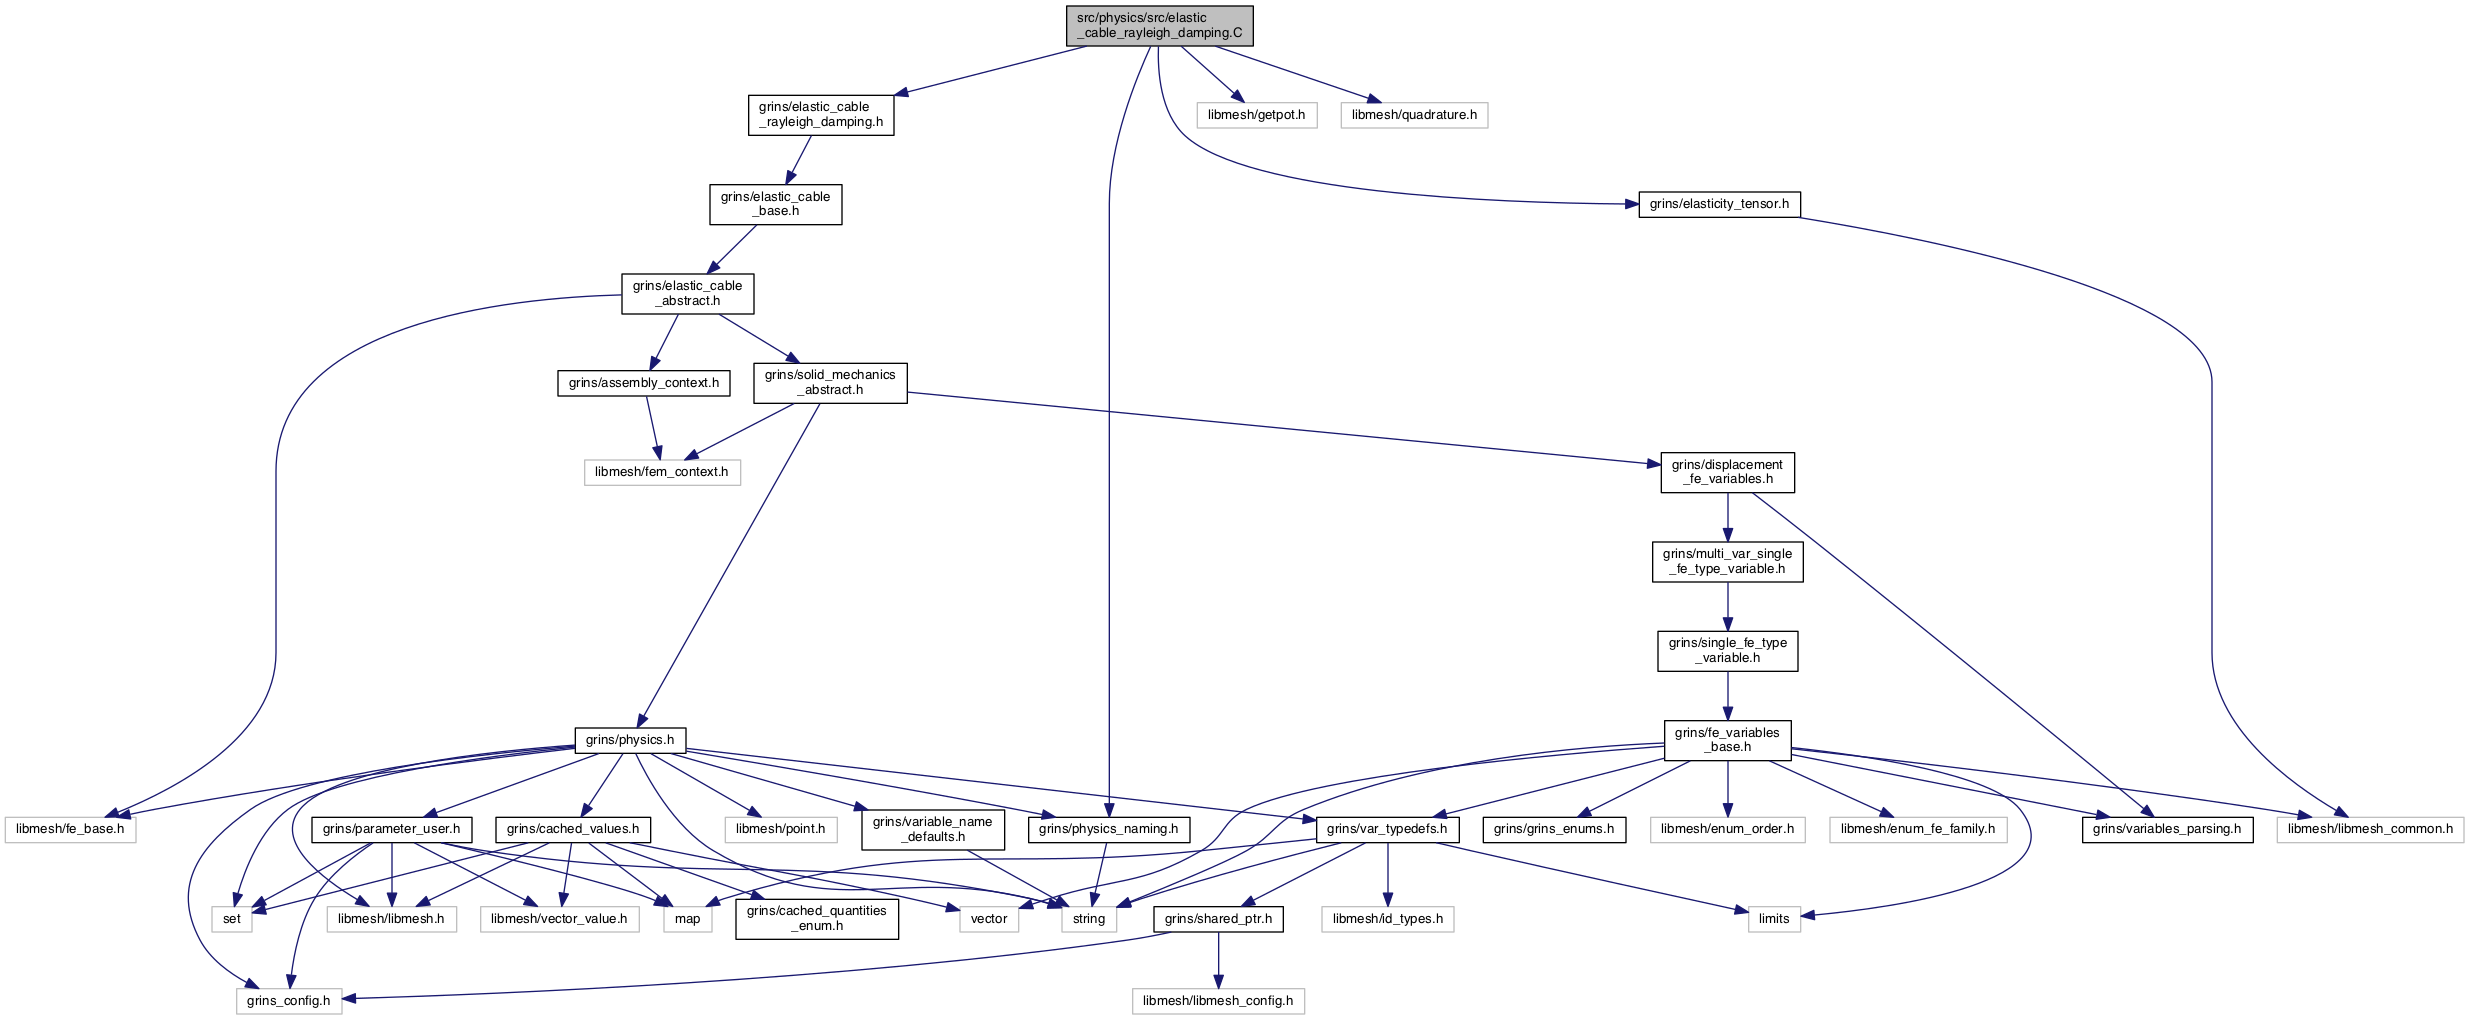 src/physics/src/elastic
_cable_rayleigh_damping.C
grins/elastic_cable
_rayleigh_damping.h
libmesh/getpot.h
libmesh/quadrature.h
grins/elastic_cable
_base.h
grins/elasticity_tensor.h
grins/elastic_cable
_abstract.h
grins/assembly_context.h
grins/solid_mechanics
_abstract.h
libmesh/fem_context.h
grins/displacement
_fe_variables.h
grins/multi_var_single
_fe_type_variable.h
grins/single_fe_type
_variable.h
grins/physics.h
grins/fe_variables
_base.h
libmesh/fe_base.h
grins/parameter_user.h
grins/cached_values.h
libmesh/point.h
grins/variable_name
_defaults.h
grins/physics_naming.h
grins/var_typedefs.h
grins/grins_enums.h
libmesh/enum_order.h
libmesh/enum_fe_family.h
grins/variables_parsing.h
libmesh/libmesh_common.h
set
libmesh/libmesh.h
libmesh/vector_value.h
map
grins/cached_quantities
_enum.h
vector
string
grins/shared_ptr.h
libmesh/id_types.h
limits
grins_config.h
libmesh/libmesh_config.h